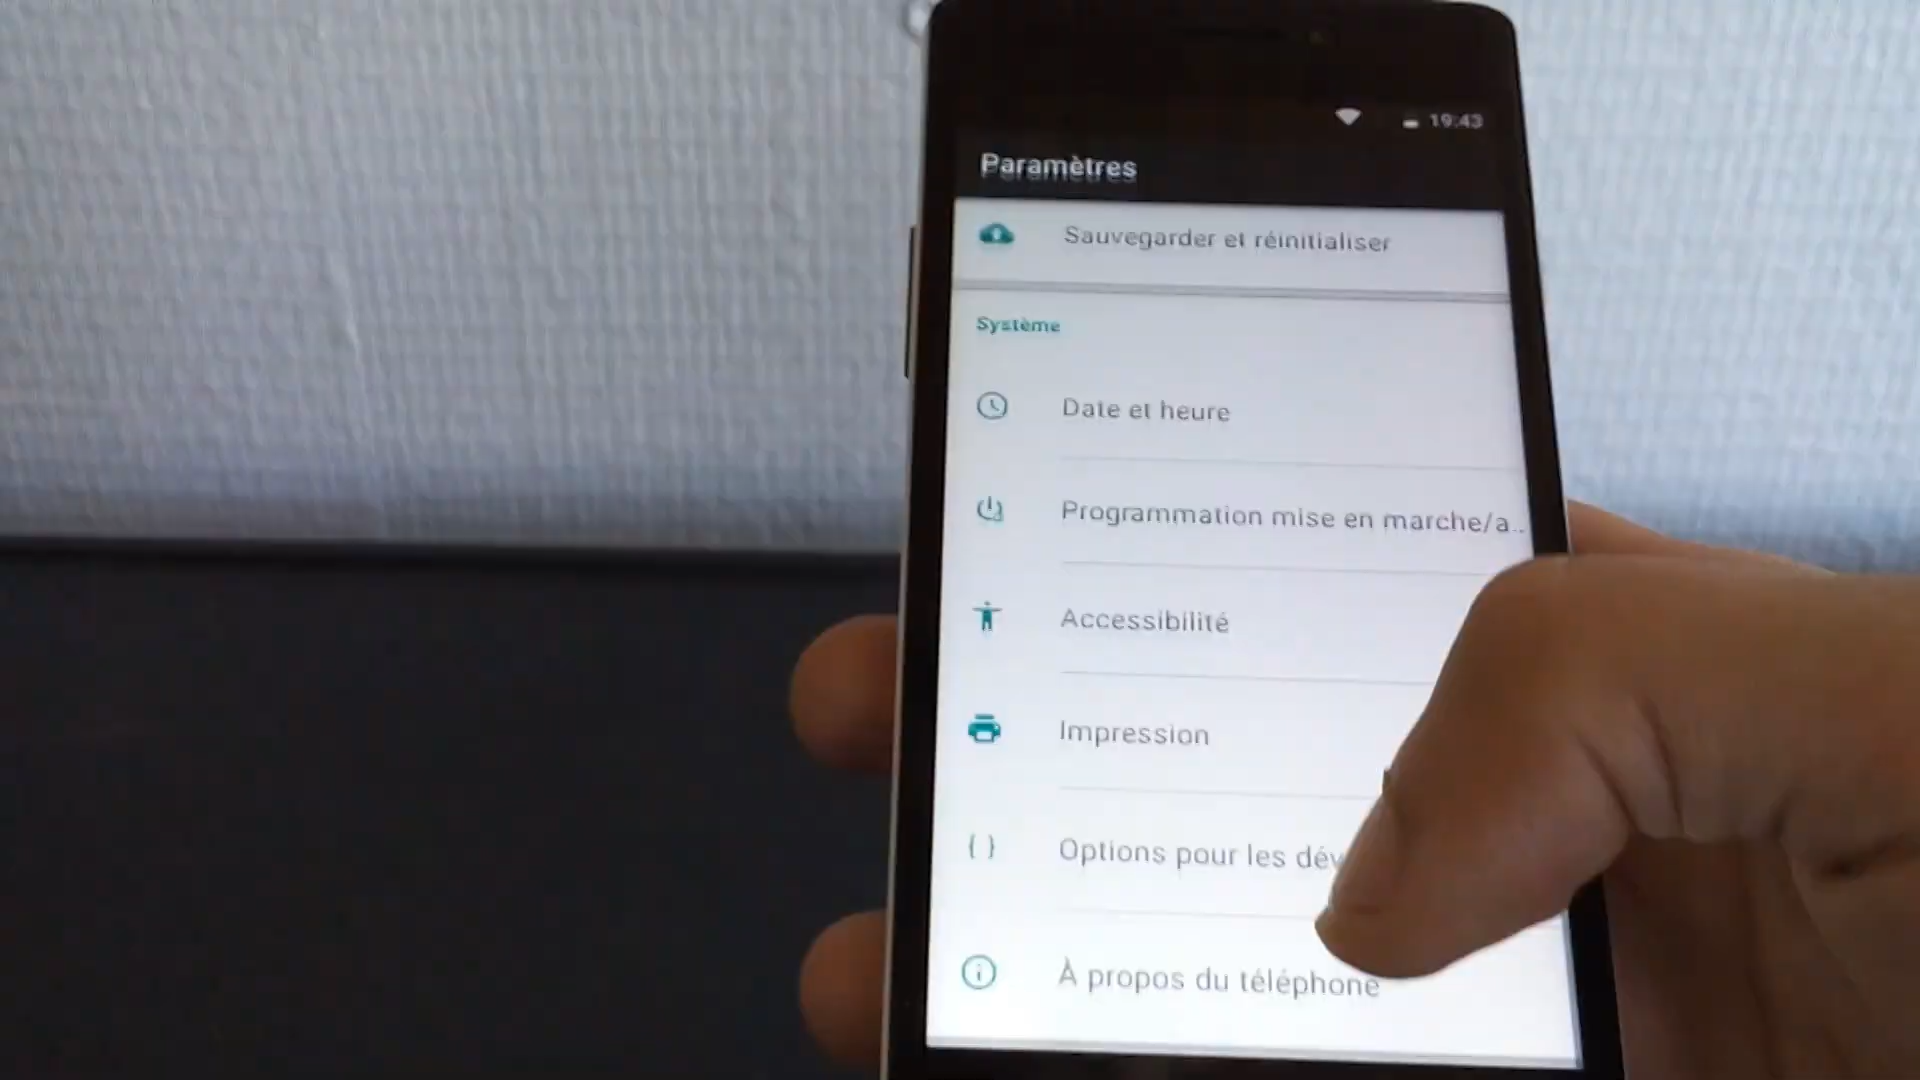 19:43
Paramètres
Sauvegarder et réinitialiser
Système
Date et heure
Programmation mise en marche/a...
Accessibilité
Impression
Options pour les dév
À propos du téléphone